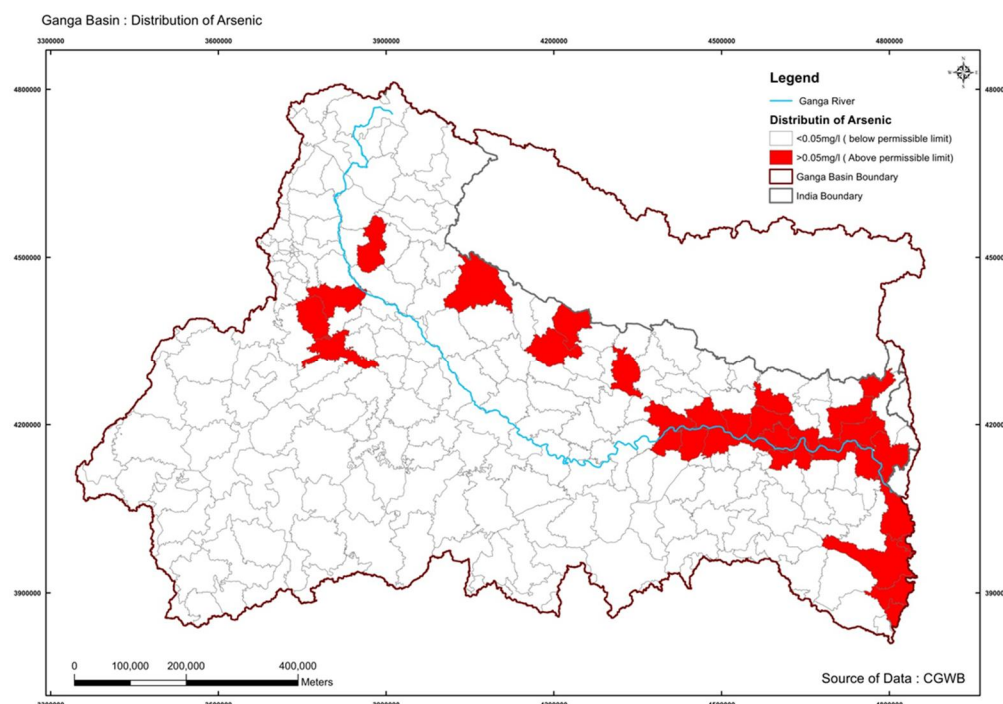 Ganga Basin : Distribution of Arsenic
3300000 3600000 3900000 4200000 4500000 4800000
4800000
4500000
4200000
3900000
Legend
Ganga River
Distributin of Arsenic
<0.05mg/l ( below permissible limit)
>0.05mg/l ( Above permissible limit)
Ganga Basin Boundary
India Boundary
0 100,000 200,000 400,000
Meters
Source of Data : CGWB